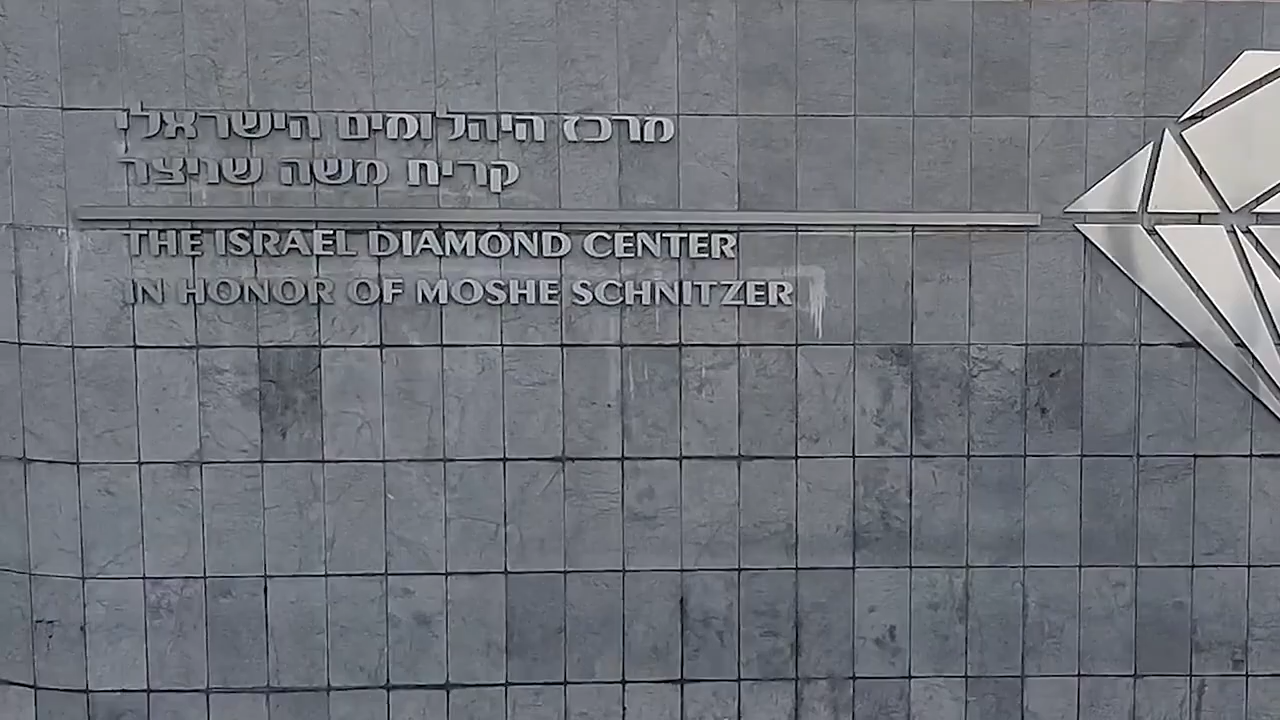 מרכז היהלומים הישראלי
קרית משה שניצר
THE ISRAEL DIAMOND CENTER
IN HONOR OF MOSHE SCHNITZER